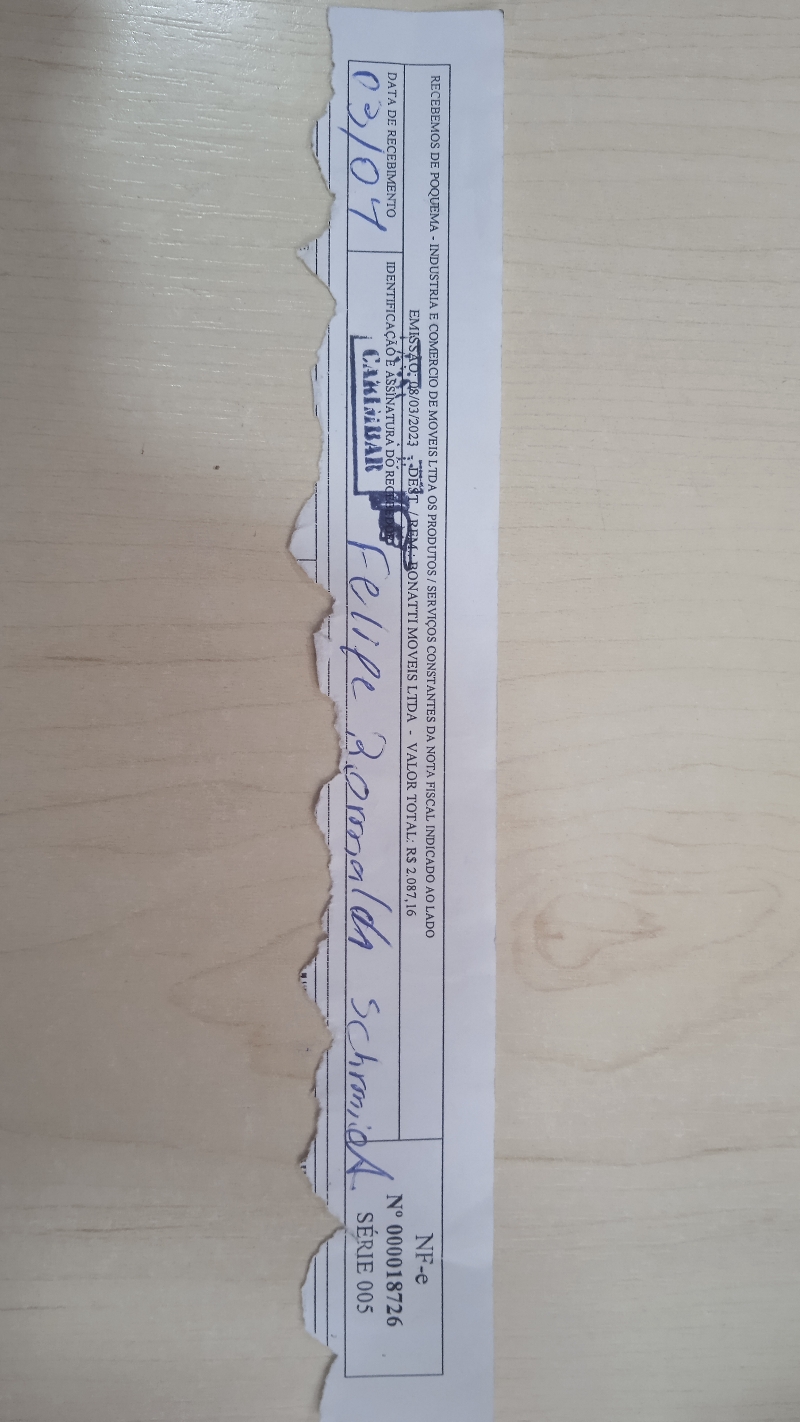 RECEBEMOS DE POQUEMA - INDUSTRIA E COMERCIO DE MOVEIS LTDA OS PRODUTOS / SERVIÇOS CONSTANTES DA NOTA FISCAL INDICADO AO LADO
EMISSÃO: 08/03/2023 - DEST. / REM.: BONATTI MOVEIS LTDA - VALOR TOTAL: R$ 2.087,16
DATA DE RECEBIMENTO
03/04
IDENTIFICAÇÃO E ASSINATURA DO RECEBEDOR
CARIMBAR
Felipe Schmidt
NF-e
Nº 000018726
SÉRIE 005